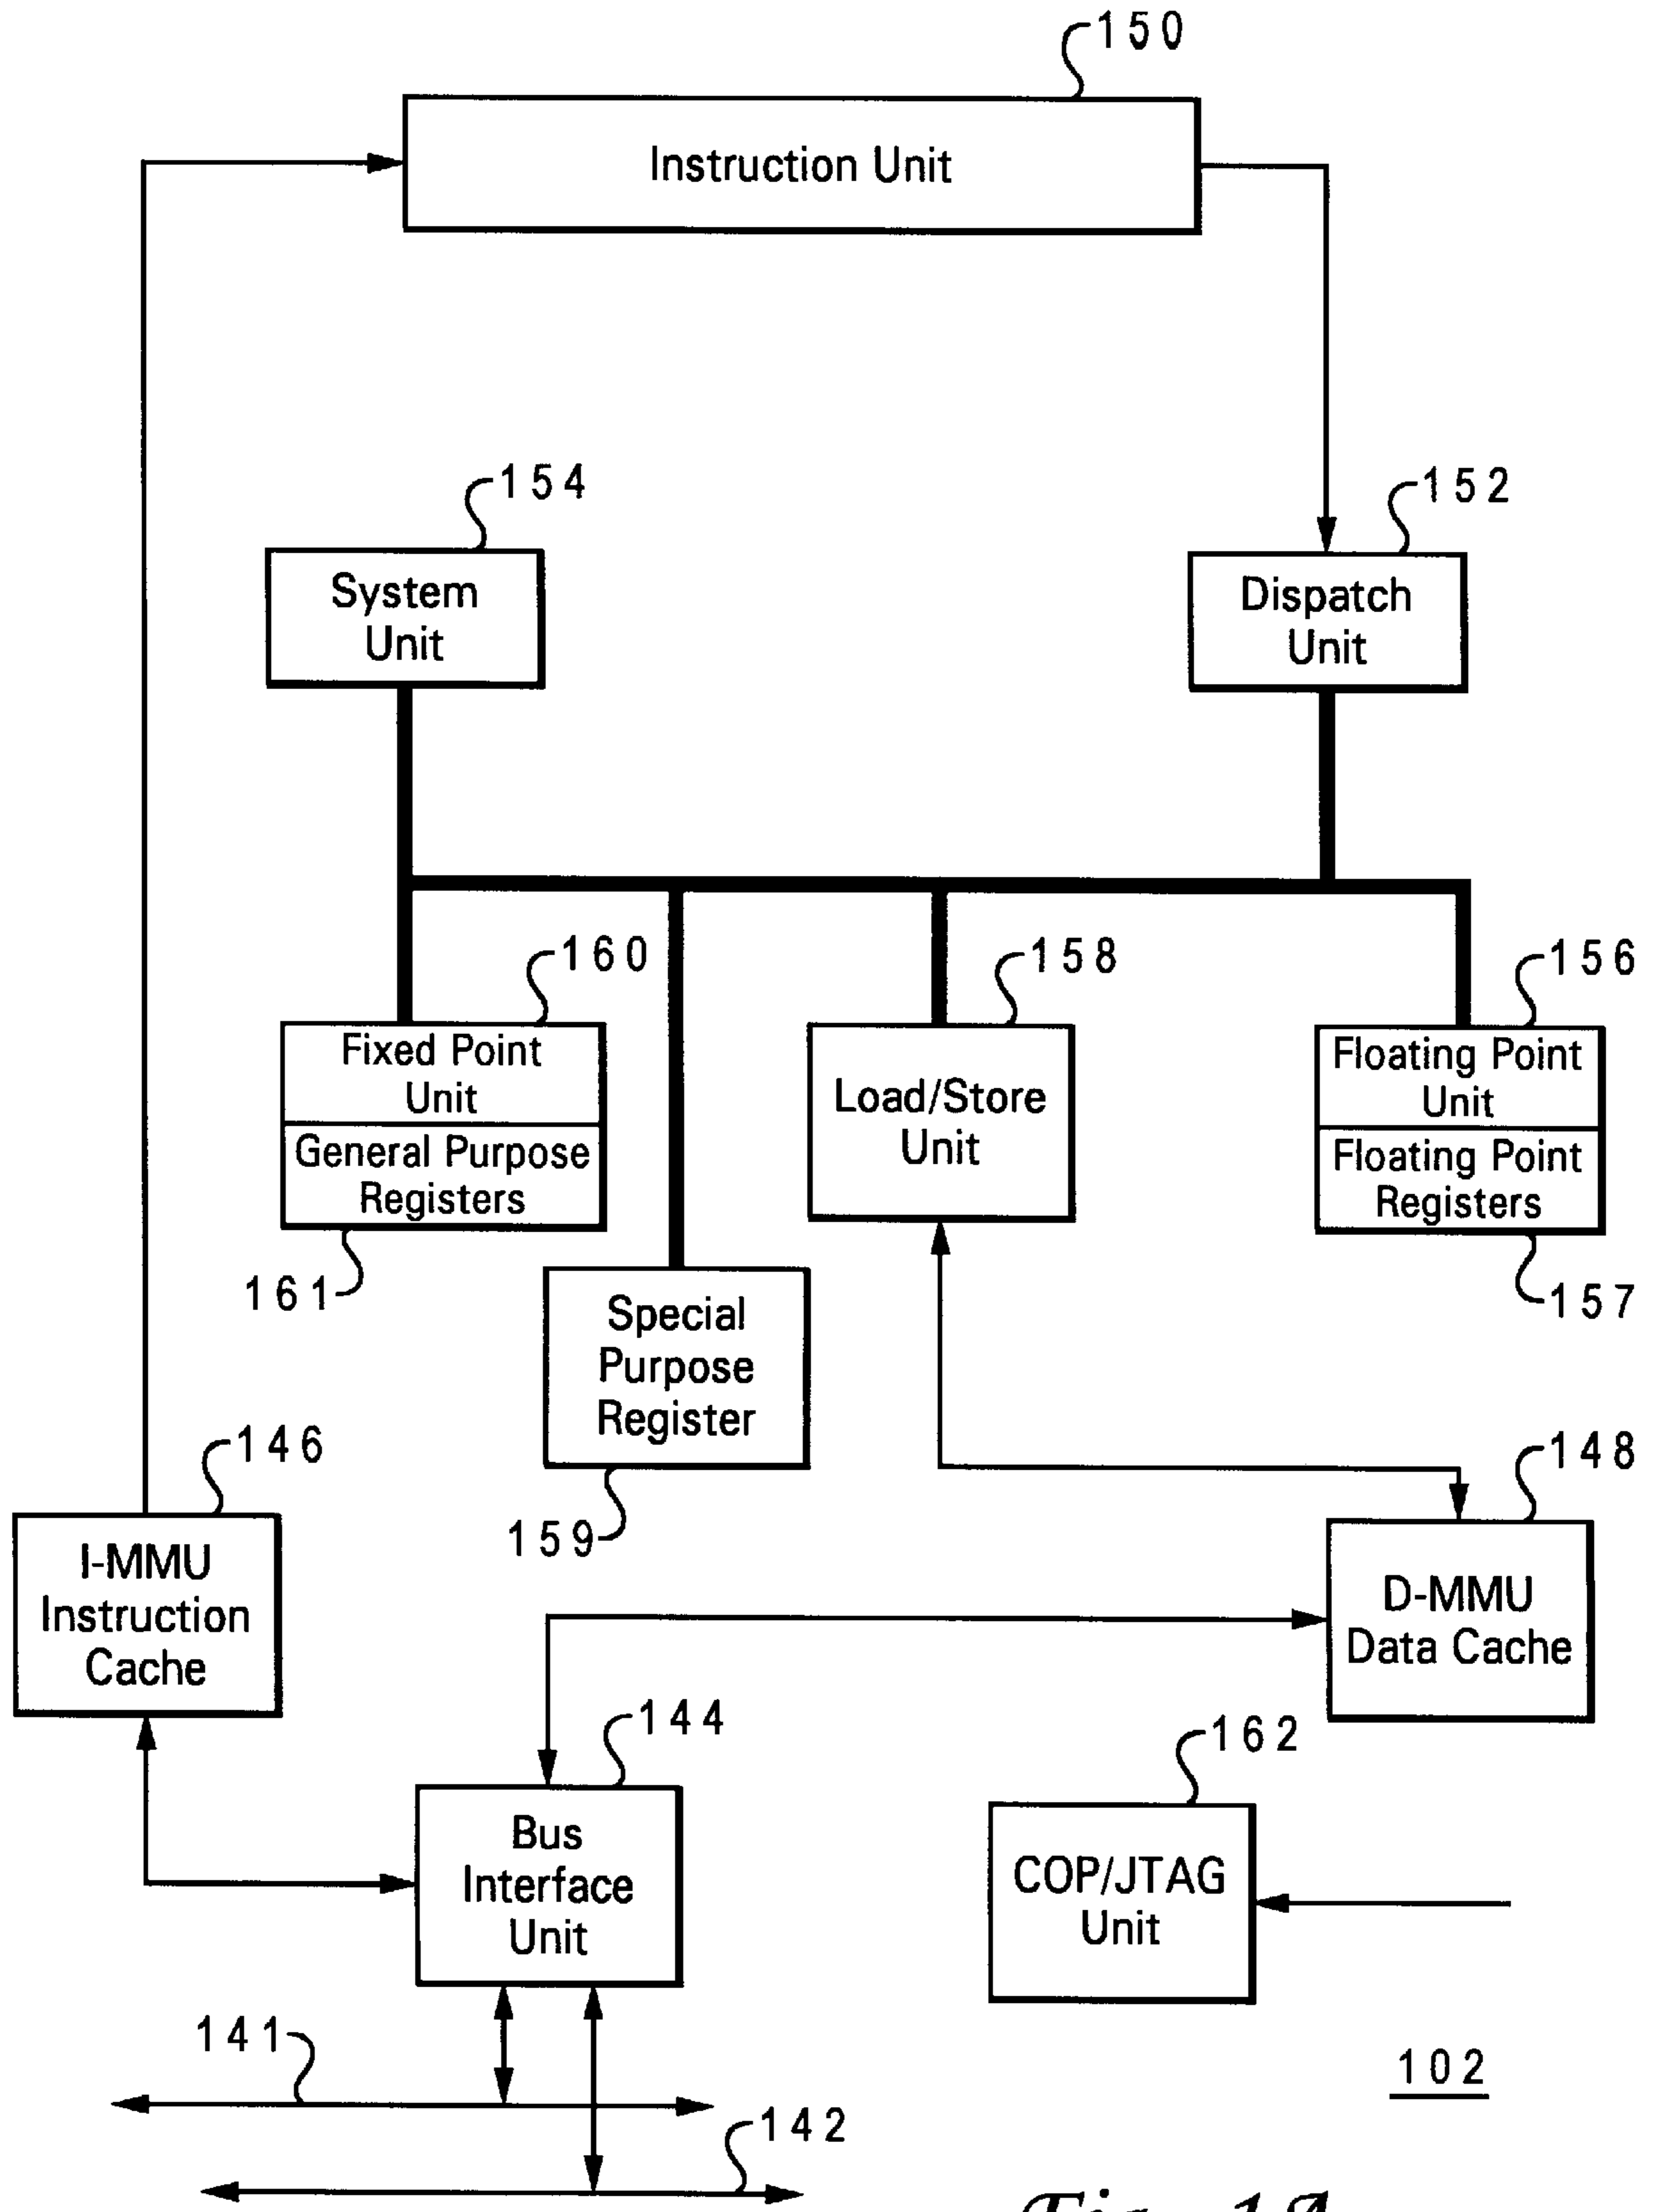 150
Instruction Unit
154
152
System
Unit
Dispatch
Unit
160
158
156
Fixed Point
Unit
General Purpose
Registers
Load/Store
Unit
Floating Point
Unit
Floating Point
Registers
161
157
Special
Purpose
Register
159
146
148
I-MMU
Instruction
Cache
D-MMU
Data Cache
144
162
Bus
Interface
Unit
COP/JTAG
Unit
141
102
142
Fig. 1A